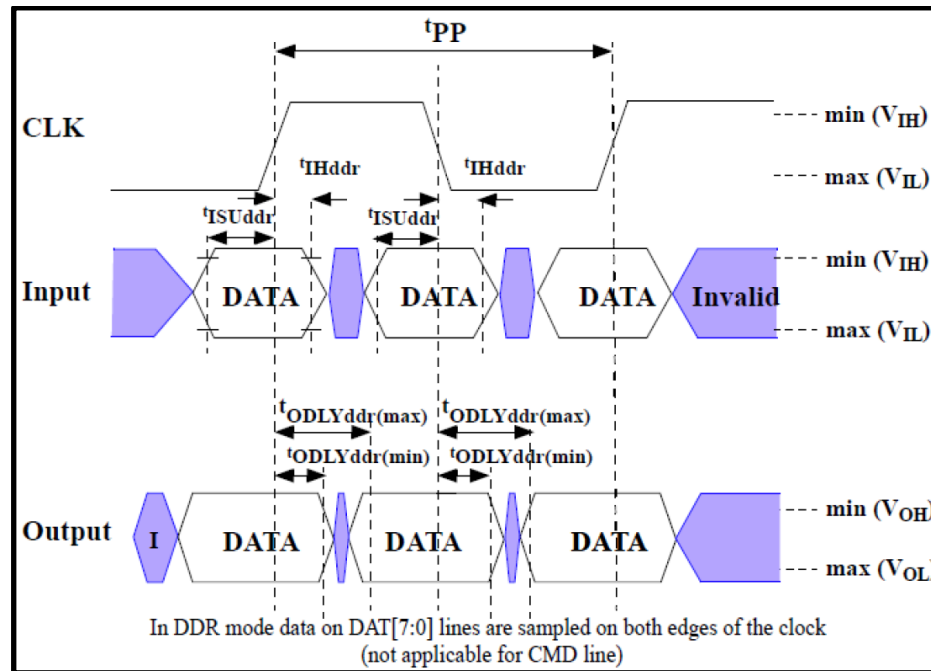 tPP
CLK
min (VIH)
tIHddr
tIHddr
max (VIL)
tISUddr
tISUddr
min (VIH)
Input
DATA
DATA
DATA
Invalid
max (VIL)
tODLYddr(max)
tODLYddr(max)
tODLYddr(min)
tODLYddr(min)
min (VOH)
Output
I
DATA
DATA
DATA
max (VOL)
In DDR mode data on DAT[7:0] lines are sampled on both edges of the clock
(not applicable for CMD line)